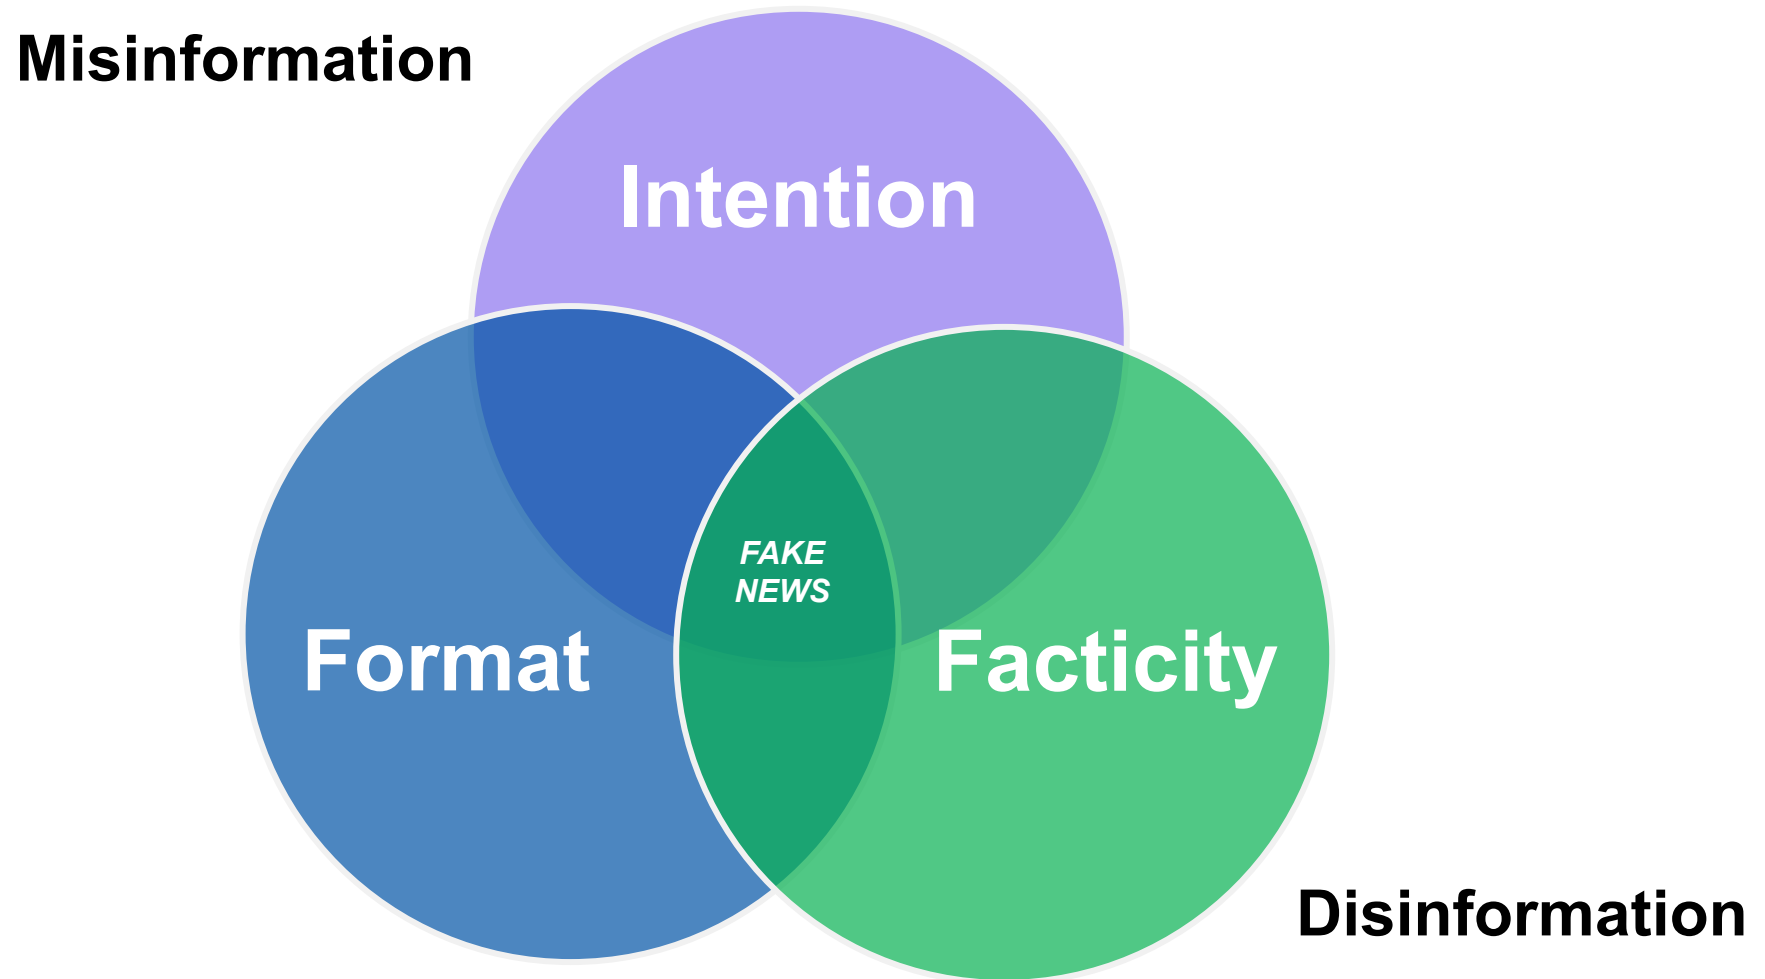 Misinformation
Intention
FAKE
NEWS
Format
Facticity
Disinformation